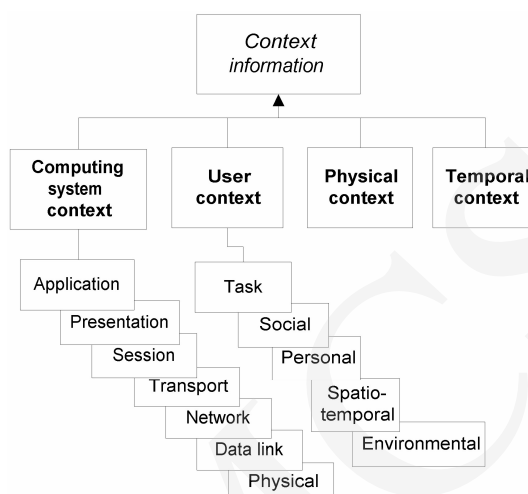 Context
information
Computing
system
context
User
context
Physical
context
Temporal
context
Application
Presentation
Session
Transport
Network
Data link
Physical
Task
Social
Personal
Spatio-
temporal
Environmental